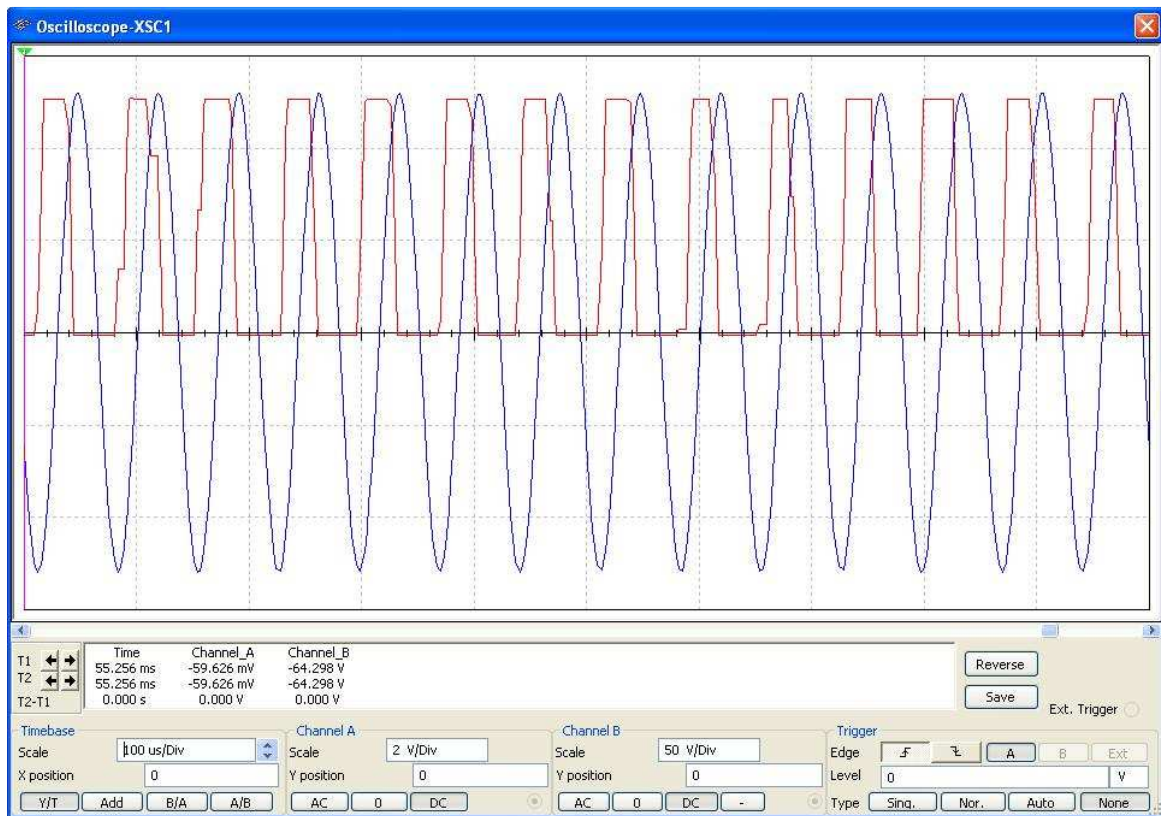 Oscilloscope-XSC1
T1
T2
T2-T1
Time Channel_A Channel_B
55.256 ms -59.626 mV -64.298 V
55.256 ms -59.626 mV -64.298 V
0.000 s 0.000 V 0.000 V
Reverse
Save
Ext. Trigger
Timebase
Scale 100 us/Div
X position 0
Y/T Add B/A A/B
Channel A
Scale 2 V/Div
Y position 0
AC 0 DC
Channel B
Scale 50 V/Div
Y position 0
AC 0 DC -
Trigger
Edge A B Ext
Level 0 V
Type Sing. Nor. Auto None